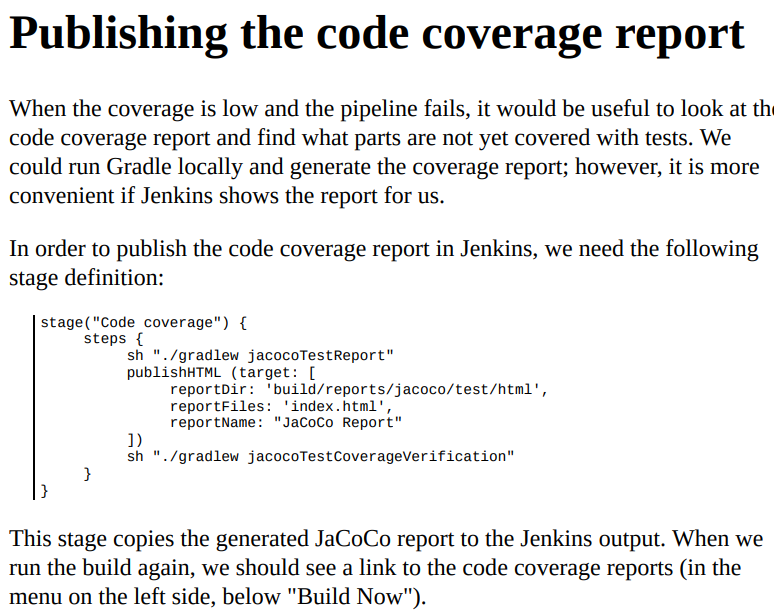 Publishing the code coverage report
When the coverage is low and the pipeline fails, it would be useful to look at the
code coverage report and find what parts are not yet covered with tests. We
could run Gradle locally and generate the coverage report; however, it is more
convenient if Jenkins shows the report for us.
In order to publish the code coverage report in Jenkins, we need the following
stage definition:
stage("Code coverage") {
     steps {
          sh "./gradlew jacocoTestReport"
          publishHTML (target: [
               reportDir: 'build/reports/jacoco/test/html',
               reportFiles: 'index.html',
               reportName: "JaCoCo Report"
          ])
          sh "./gradlew jacocoTestCoverageVerification"
     }
}
This stage copies the generated JaCoCo report to the Jenkins output. When we
run the build again, we should see a link to the code coverage reports (in the
menu on the left side, below "Build Now").